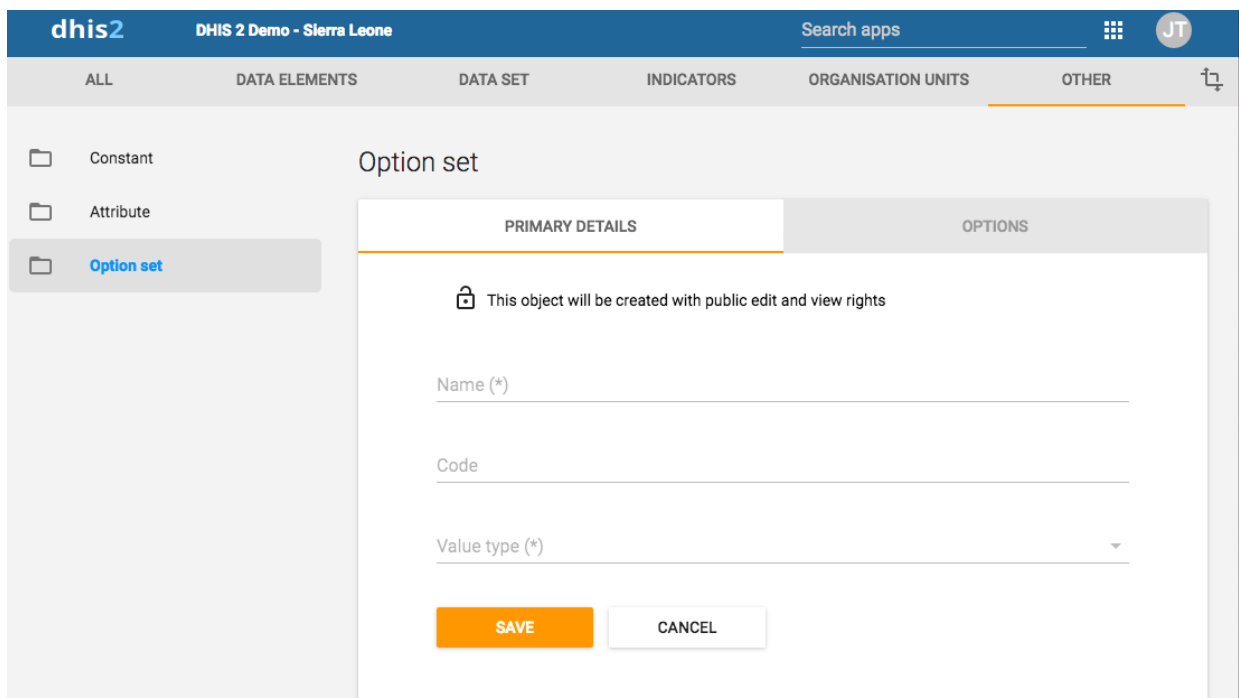 dhis2 DHIS 2 Demo - Sierra Leone Search apps JT
ALL DATA ELEMENTS DATA SET INDICATORS ORGANISATION UNITS OTHER
Constant
Attribute
Option set
Option set
PRIMARY DETAILS OPTIONS
This object will be created with public edit and view rights
Name (*)
Code
Value type (*)
SAVE CANCEL